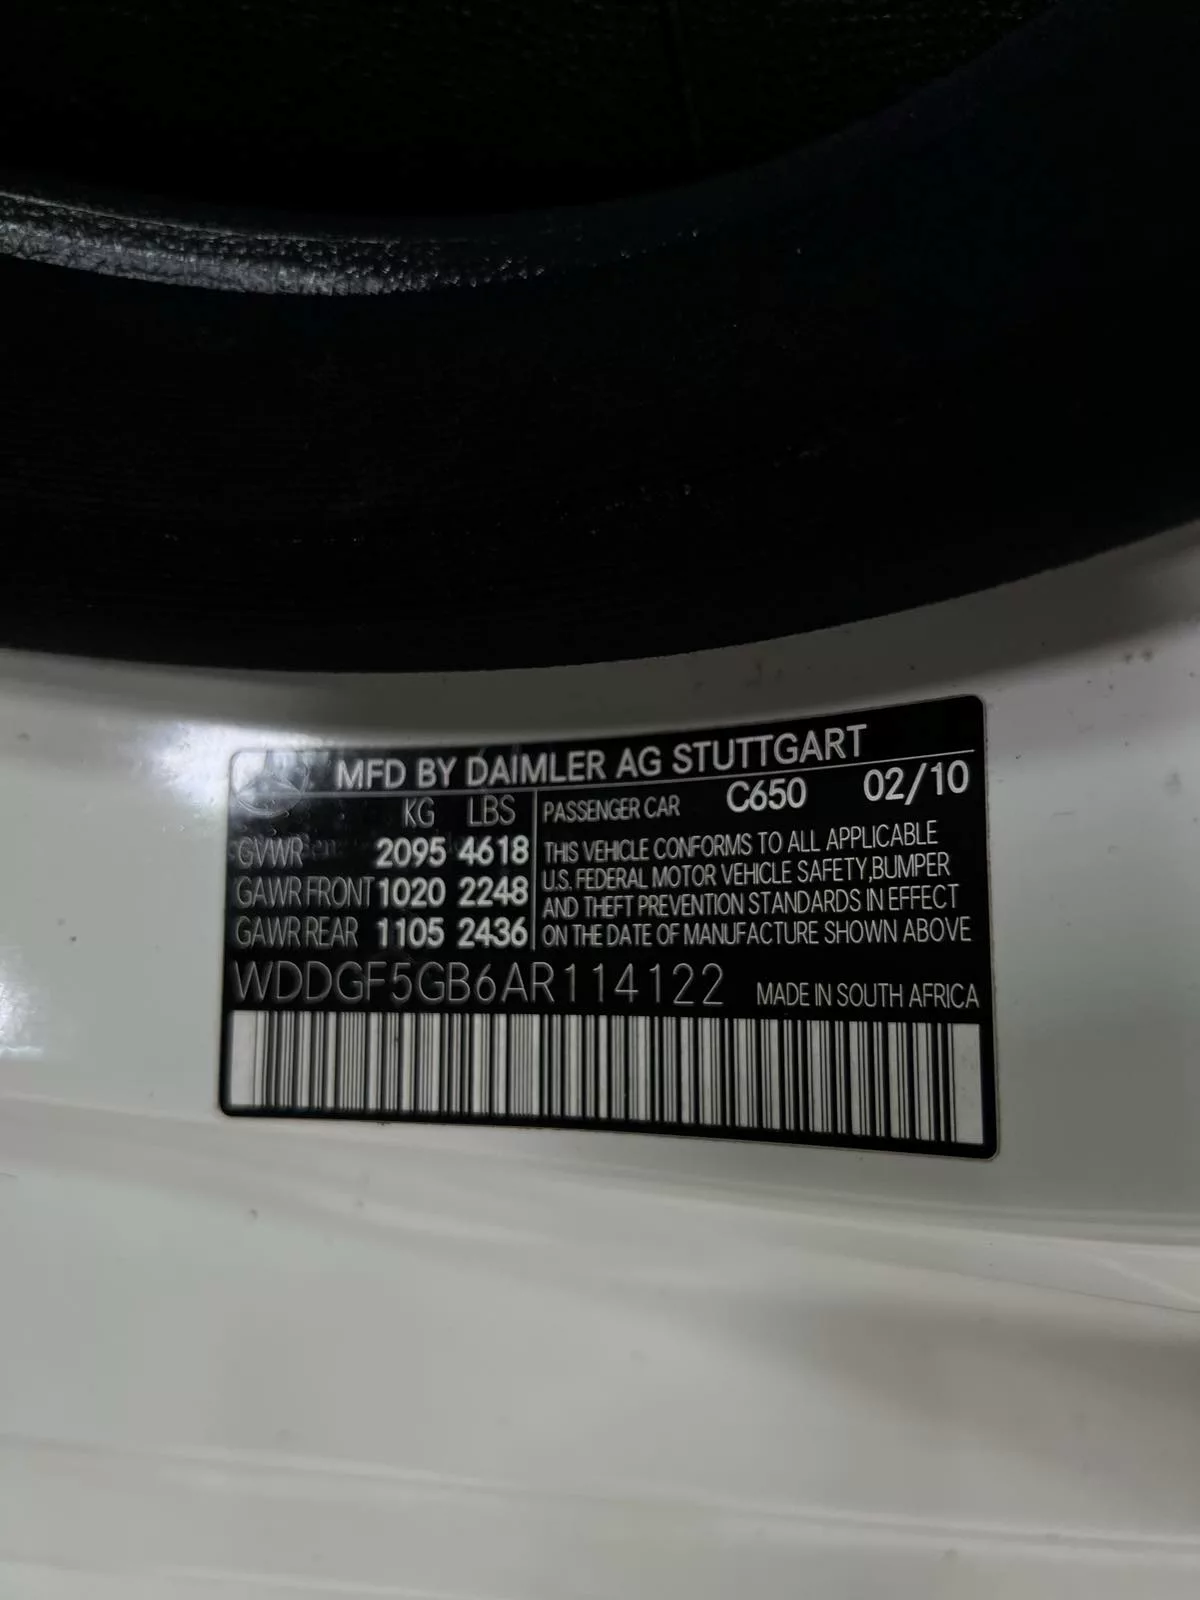 MFD BY DAIMLER AG STUTTGART
KG LBS
GVWR 2095 4618
GAWR FRONT 1020 2248
GAWR REAR 1105 2436
PASSENGER CAR C650 02/10
THIS VEHICLE CONFORMS TO ALL APPLICABLE
U.S. FEDERAL MOTOR VEHICLE SAFETY,BUMPER
AND THEFT PREVENTION STANDARDS IN EFFECT
ON THE DATE OF MANUFACTURE SHOWN ABOVE
WDDGF5GB6AR114122 MADE IN SOUTH AFRICA